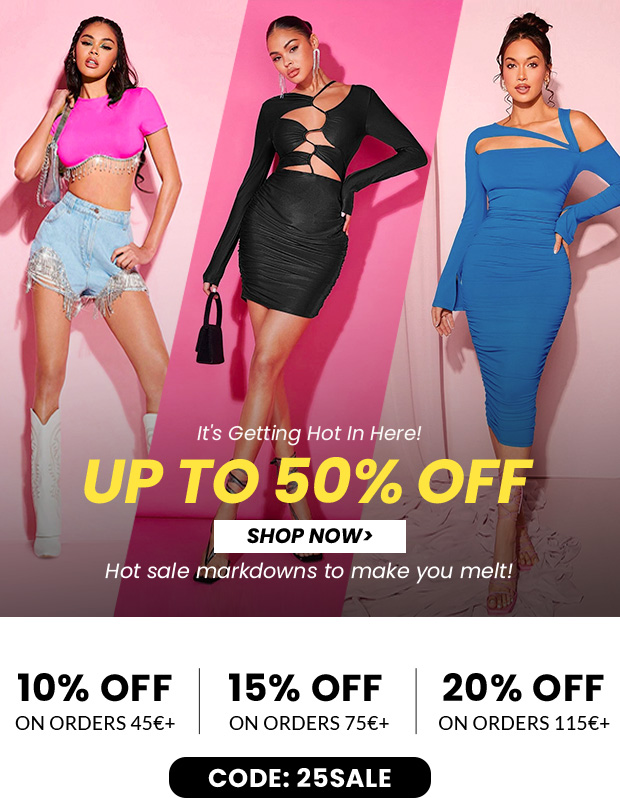 It's Getting Hot In Here!
UP TO 50% OFF
SHOP NOW>
Hot sale markdowns to make you melt!
10% OFF
ON ORDERS 45€+
15% OFF
ON ORDERS 75€+
20% OFF
ON ORDERS 115€+
CODE: 25SALE